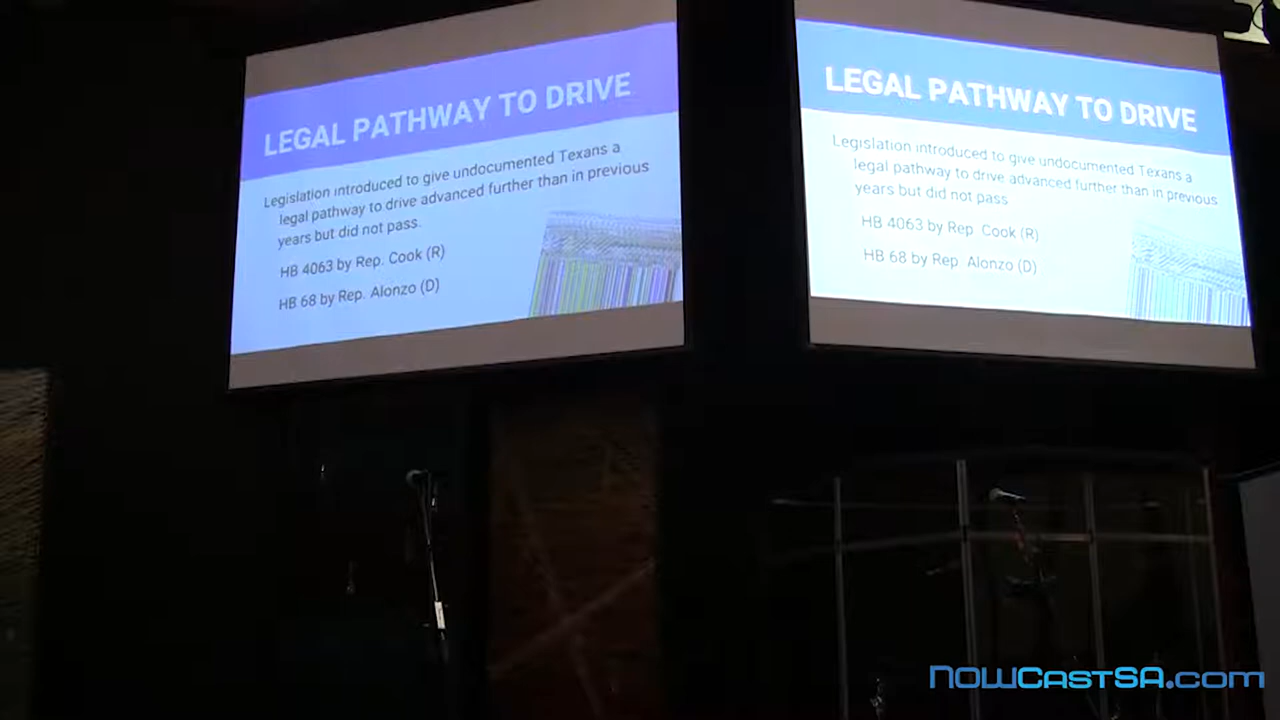 LEGAL PATHWAY TO DRIVE
Legislation introduced to give undocumented Texans a
legal pathway to drive advanced further than in previous
years but did not pass.
HB 4063 by Rep. Cook (R)
HB 68 by Rep. Alonzo (D)
LEGAL PATHWAY TO DRIVE
Legislation introduced to give undocumented Texans a
legal pathway to drive advanced further than in previous
years but did not pass.
HB 4063 by Rep. Cook (R)
HB 68 by Rep. Alonzo (D)
NOWCastSA.com